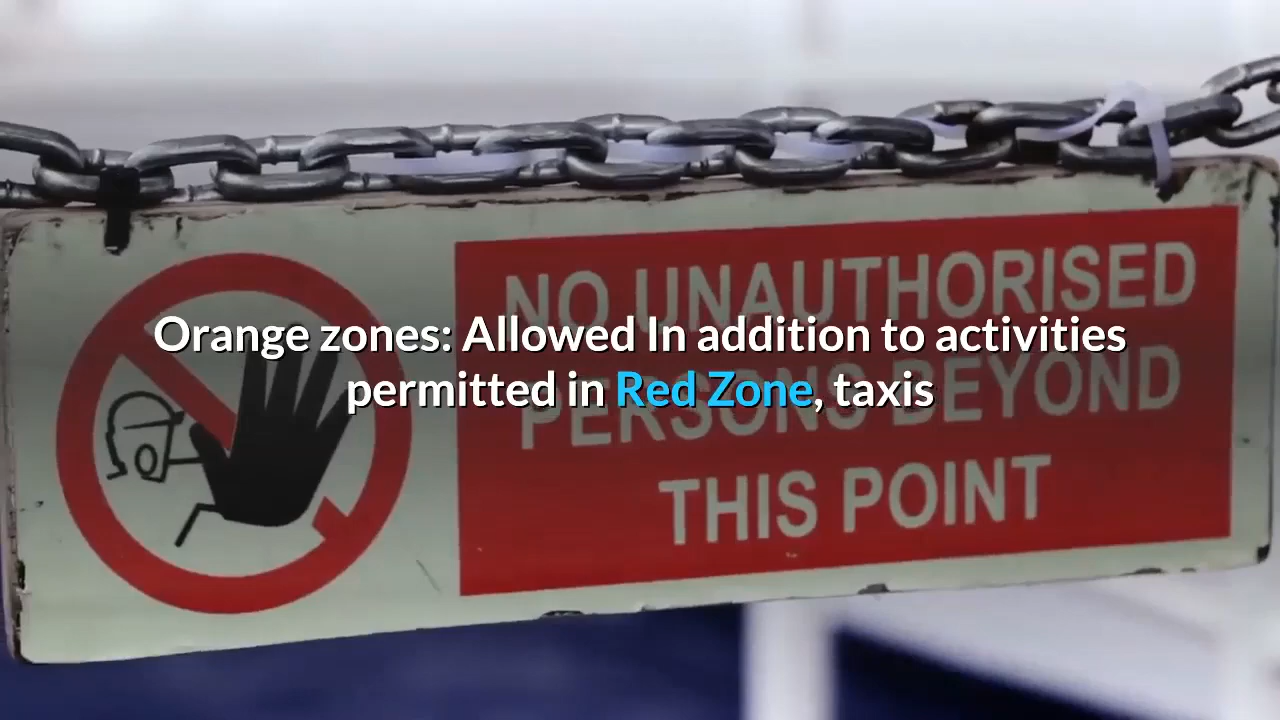 NO UNAUTHORISED
PERSONS BEYOND
THIS POINT
Orange zones: Allowed In addition to activities
permitted in Red Zone, taxis